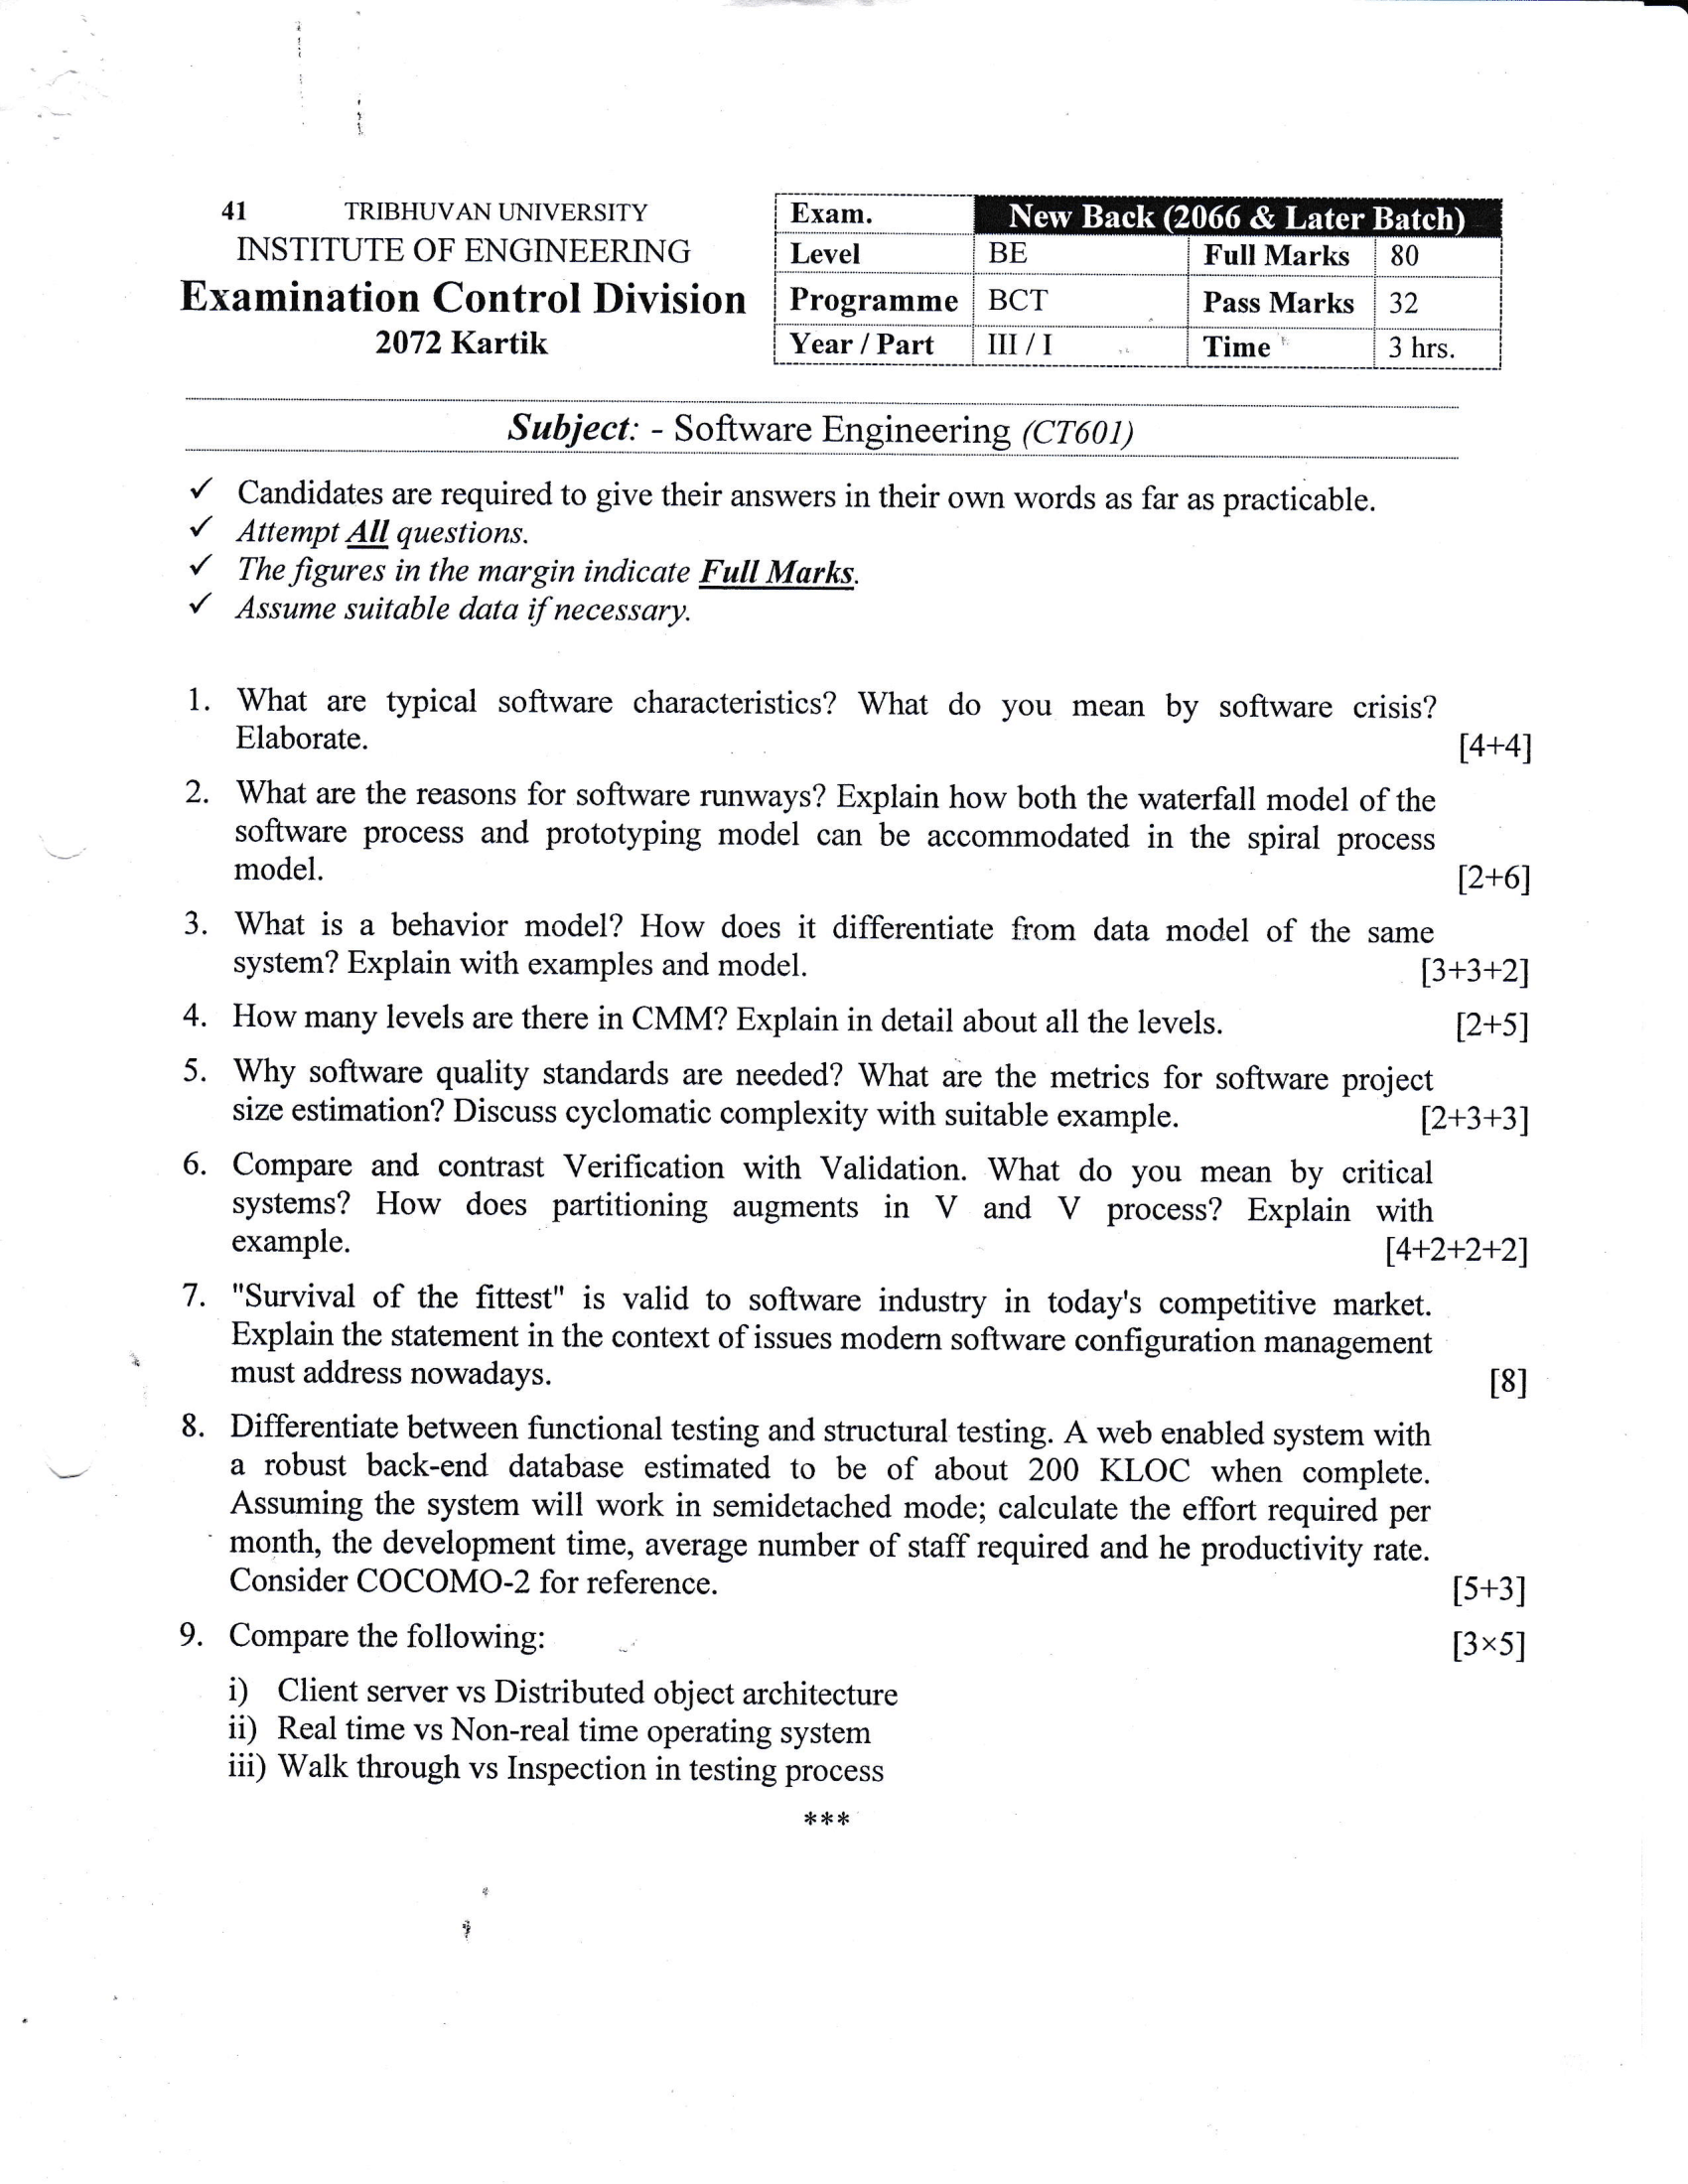 41 TRIBHUVAN UNIVERSITY
INSTITUTE OF ENGINEERING
Examination Control Division
2072 Kartik
Exam. New Back (2066 & Later Batch)
Level BE Full Marks 80
Programme BCT Pass Marks 32
Year / Part III / I Time 3 hrs.
Subject: - Software Engineering (CT601)
✓ Candidates are required to give their answers in their own words as far as practicable.
✓ Attempt All questions.
✓ The figures in the margin indicate Full Marks.
✓ Assume suitable data if necessary.
1. What are typical software characteristics? What do you mean by software crisis?
Elaborate. [4+4]
2. What are the reasons for software runways? Explain how both the waterfall model of the
software process and prototyping model can be accommodated in the spiral process
model. [2+6]
3. What is a behavior model? How does it differentiate from data model of the same
system? Explain with examples and model. [3+3+2]
4. How many levels are there in CMM? Explain in detail about all the levels. [2+5]
5. Why software quality standards are needed? What are the metrics for software project
size estimation? Discuss cyclomatic complexity with suitable example. [2+3+3]
6. Compare and contrast Verification with Validation. What do you mean by critical
systems? How does partitioning augments in V and V process? Explain with
example. [4+2+2+2]
7. "Survival of the fittest" is valid to software industry in today's competitive market.
Explain the statement in the context of issues modern software configuration management
must address nowadays. [8]
8. Differentiate between functional testing and structural testing. A web enabled system with
a robust back-end database estimated to be of about 200 KLOC when complete.
Assuming the system will work in semidetached mode; calculate the effort required per
month, the development time, average number of staff required and he productivity rate.
Consider COCOMO-2 for reference. [5+3]
9. Compare the following: [3×5]
i) Client server vs Distributed object architecture
ii) Real time vs Non-real time operating system
iii) Walk through vs Inspection in testing process
***